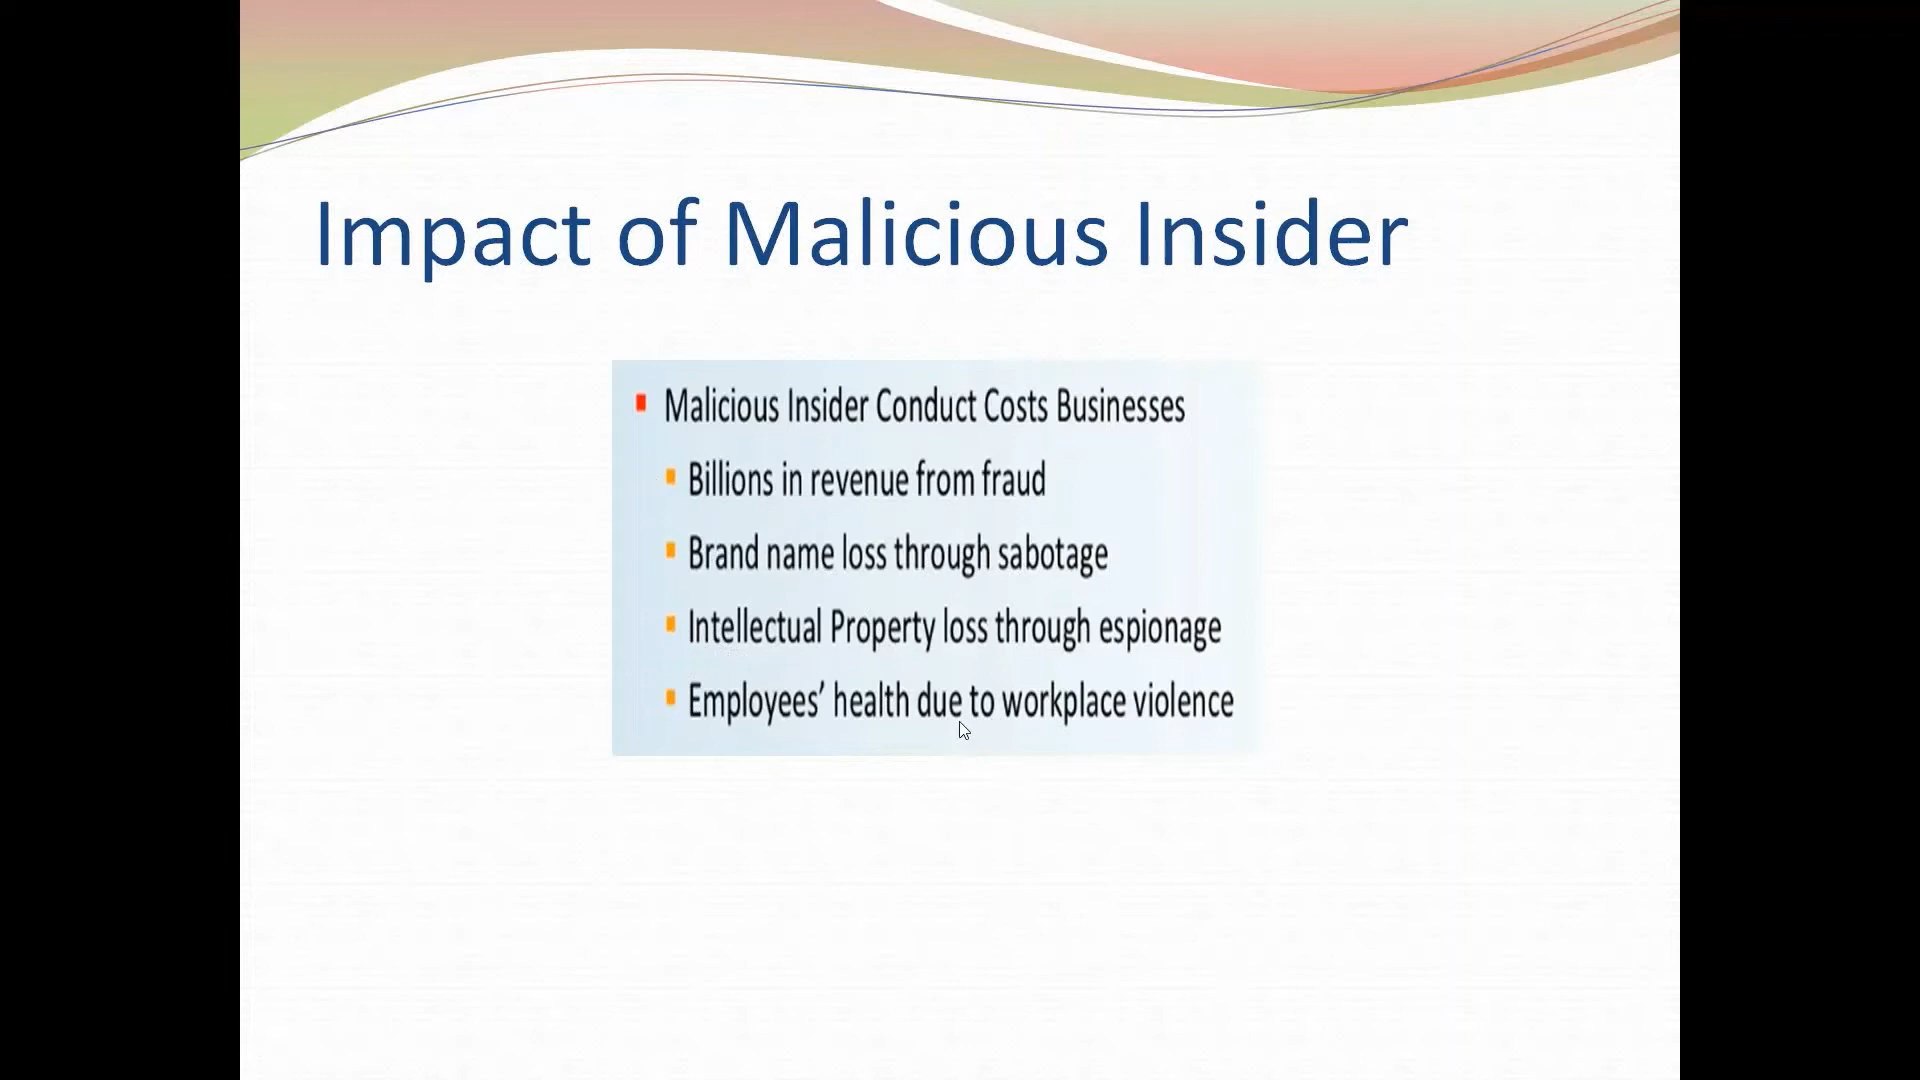 Impact of Malicious Insider
Malicious Insider Conduct Costs Businesses
Billions in revenue from fraud
Brand name loss through sabotage
Intellectual Property loss through espionage
Employees’ health due to workplace violence